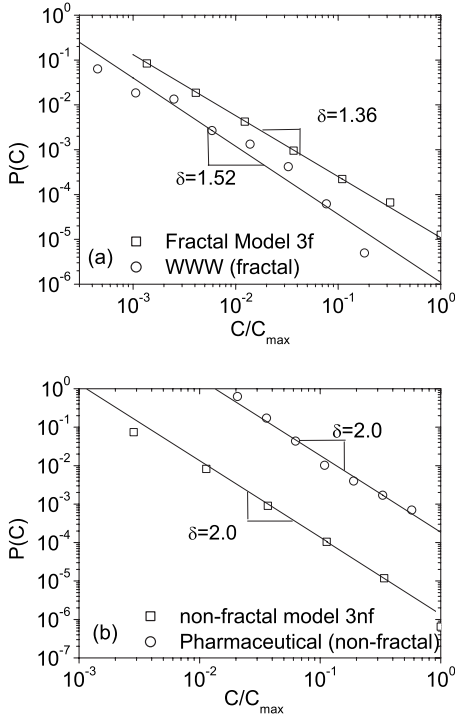 10^0
10^-1
10^-2
10^-3
10^-4
10^-5
10^-6
P(C)
δ=1.36
δ=1.52
(a)
Fractal Model 3f
WWW (fractal)
10^-3 10^-2 10^-1 10^0
C/C_max
10^0
10^-1
10^-2
10^-3
10^-4
10^-5
10^-6
10^-7
P(C)
δ=2.0
δ=2.0
(b)
non-fractal model 3nf
Pharmaceutical (non-fractal)
10^-3 10^-2 10^-1 10^0
C/C_max